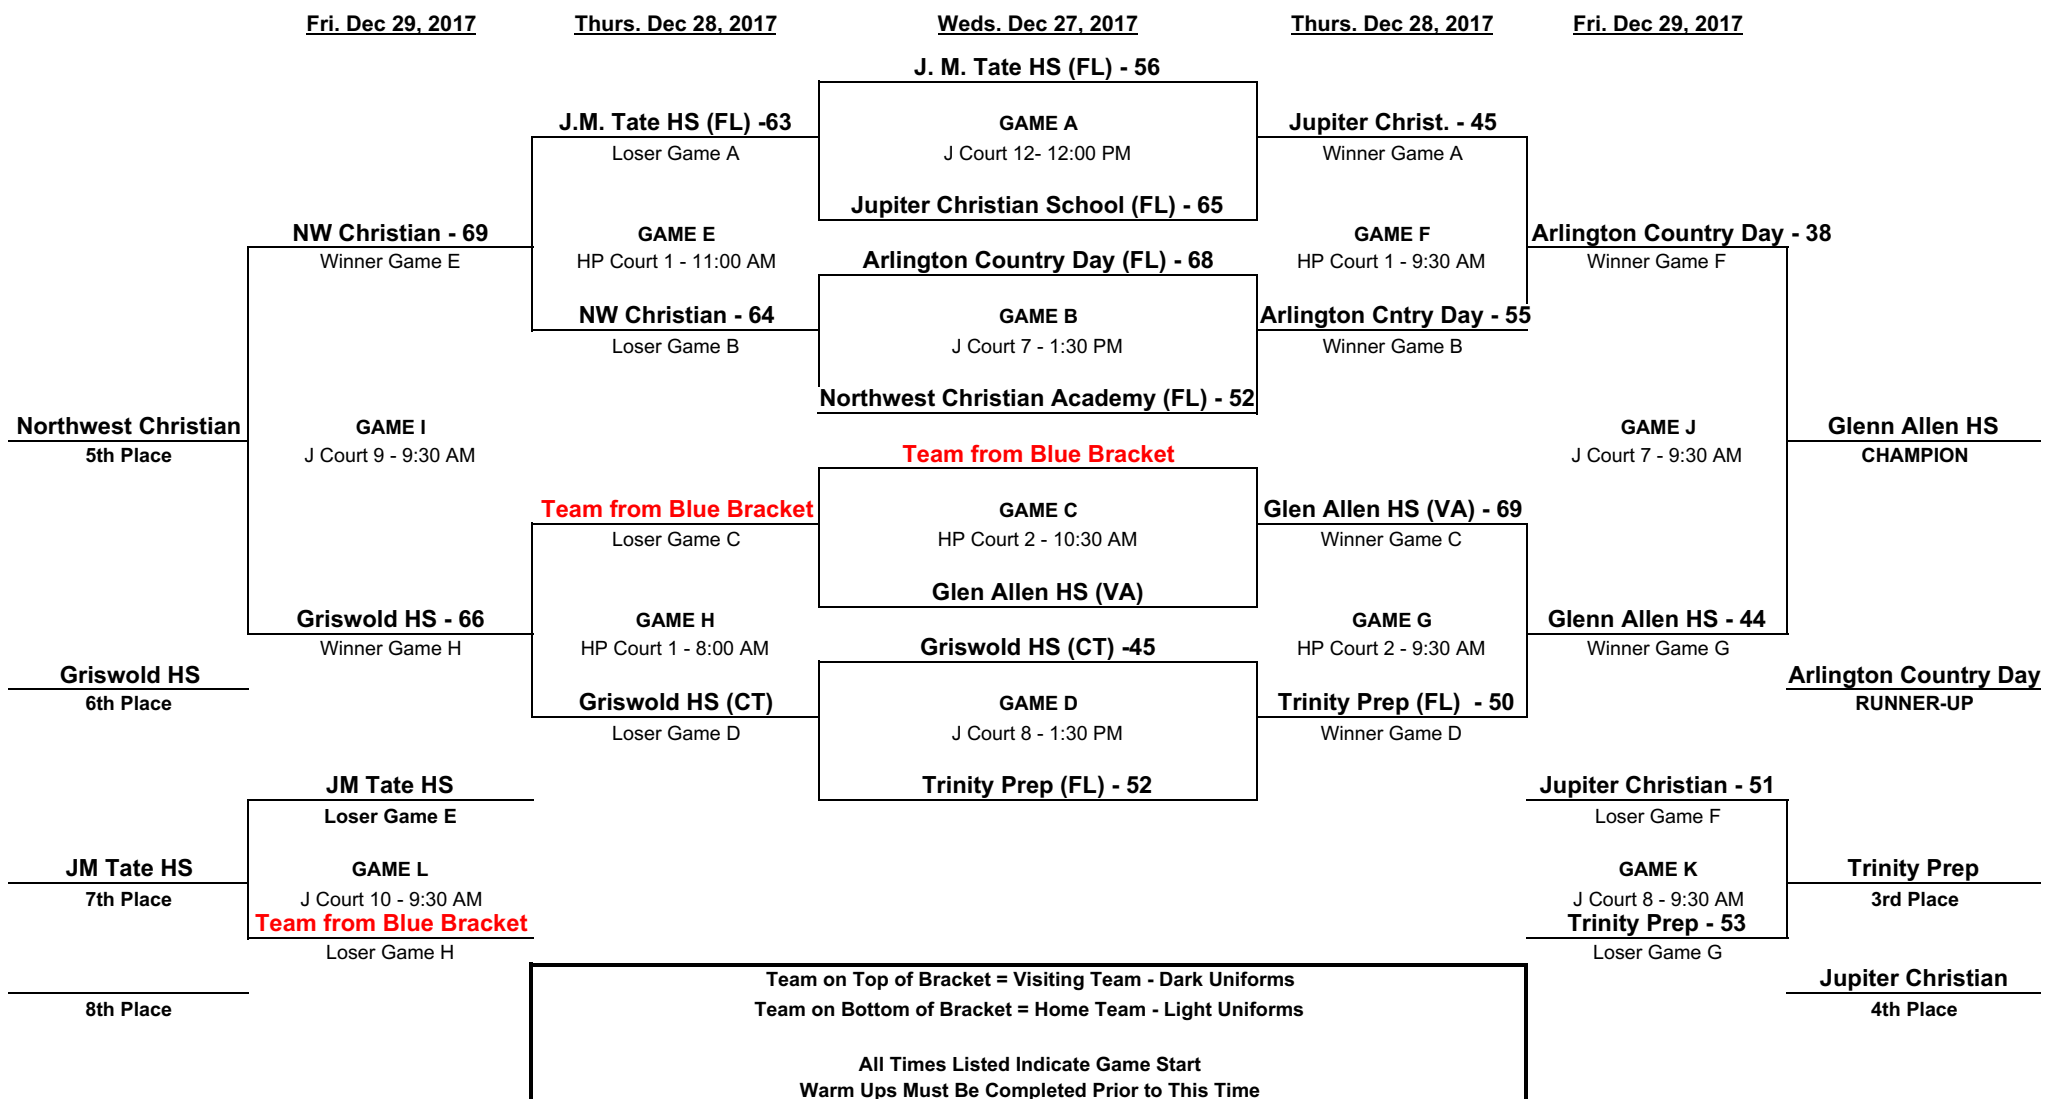 Fri. Dec 29, 2017 Thurs. Dec 28, 2017 Weds. Dec 27, 2017 Thurs. Dec 28, 2017 Fri. Dec 29, 2017
J. M. Tate HS (FL) - 56
J.M. Tate HS (FL) -63 GAME A Jupiter Christ. - 45
Loser Game A J Court 12- 12:00 PM Winner Game A
Jupiter Christian School (FL) - 65
NW Christian - 69 GAME E GAME F Arlington Country Day - 38
Winner Game E HP Court 1 - 11:00 AM Arlington Country Day (FL) - 68 HP Court 1 - 9:30 AM Winner Game F
NW Christian - 64 GAME B Arlington Cntry Day - 55
Loser Game B J Court 7 - 1:30 PM Winner Game B
Northwest Christian Academy (FL) - 52
Northwest Christian GAME I GAME J Glenn Allen HS
5th Place J Court 9 - 9:30 AM Team from Blue Bracket J Court 7 - 9:30 AM CHAMPION
Team from Blue Bracket GAME C Glen Allen HS (VA) - 69
Loser Game C HP Court 2 - 10:30 AM Winner Game C
Glen Allen HS (VA)
Griswold HS - 66 GAME H GAME G Glenn Allen HS - 44
Winner Game H HP Court 1 - 8:00 AM Griswold HS (CT) -45 HP Court 2 - 9:30 AM Winner Game G
Griswold HS Arlington Country Day
6th Place Griswold HS (CT) GAME D Trinity Prep (FL) - 50 RUNNER-UP
Loser Game D J Court 8 - 1:30 PM Winner Game D
JM Tate HS Trinity Prep (FL) - 52 Jupiter Christian - 51
Loser Game E Loser Game F
JM Tate HS GAME L GAME K Trinity Prep
7th Place J Court 10 - 9:30 AM J Court 8 - 9:30 AM 3rd Place
Team from Blue Bracket Trinity Prep - 53
Loser Game H Loser Game G
Team on Top of Bracket = Visiting Team - Dark Uniforms Jupiter Christian
8th Place Team on Bottom of Bracket = Home Team - Light Uniforms 4th Place
All Times Listed Indicate Game Start
Warm Ups Must Be Completed Prior to This Time